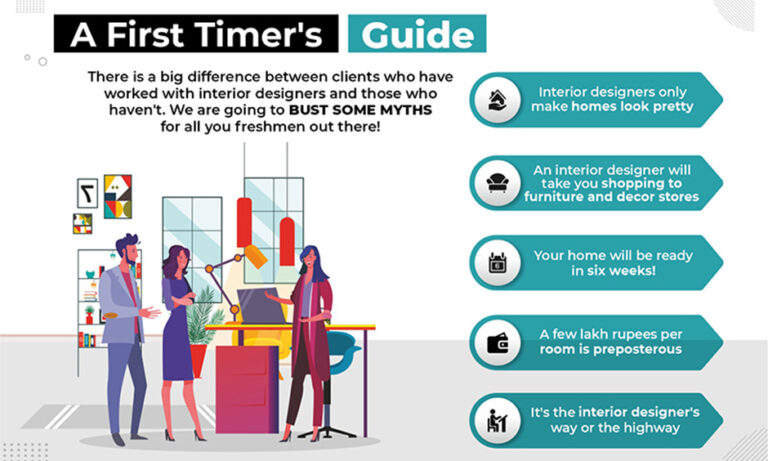 A First Timer's Guide
There is a big difference between clients who have
worked with interior designers and those who
haven't. We are going to BUST SOME MYTHS
for all you freshmen out there!
Interior designers only
make homes look pretty
An interior designer will
take you shopping to
furniture and decor stores
Your home will be ready
in six weeks!
A few lakh rupees per
room is preposterous
It's the interior designer's
way or the highway
7
6